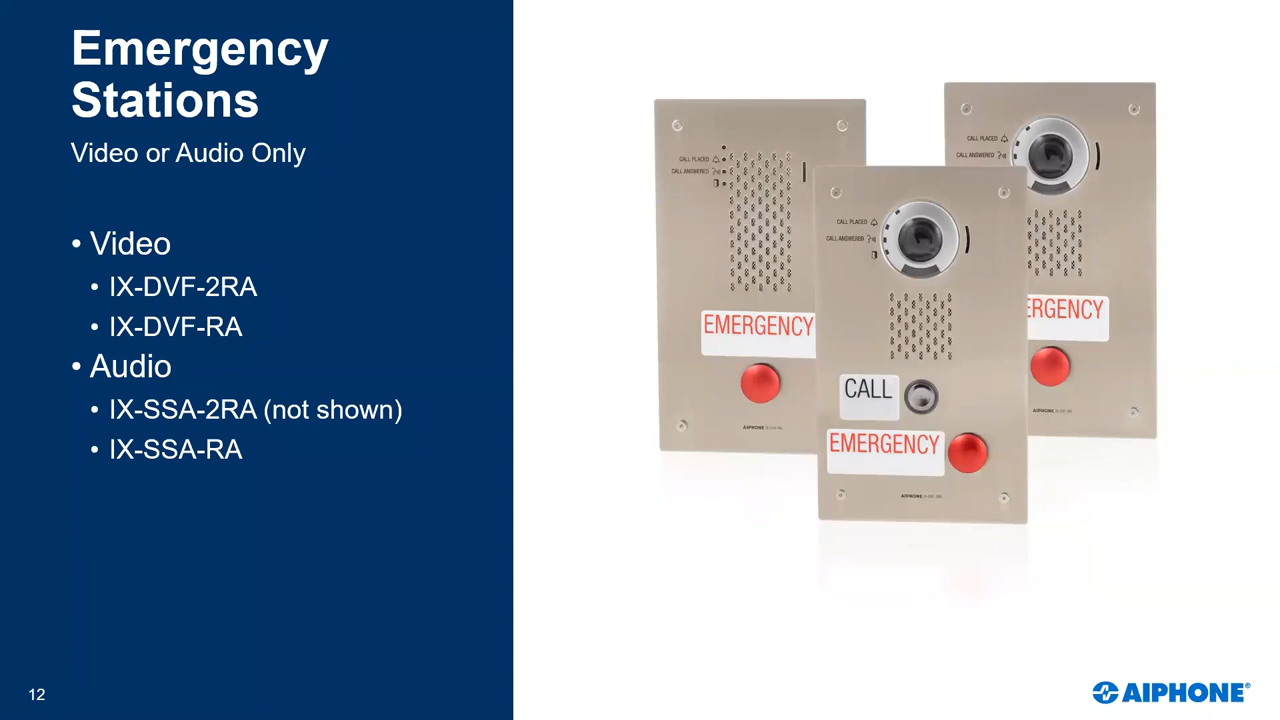 Emergency
Stations
Video or Audio Only
• Video
• IX-DVF-2RA
• IX-DVF-RA
• Audio
• IX-SSA-2RA (not shown)
• IX-SSA-RA
CALL PLACED
CALL ANSWERED
EMERGENCY
AIPHONE
CALL PLACED
CALL ANSWERED
CALL
EMERGENCY
AIPHONE
CALL PLACED
CALL ANSWERED
ERGENCY
AIPHONE
12
AIPHONE®